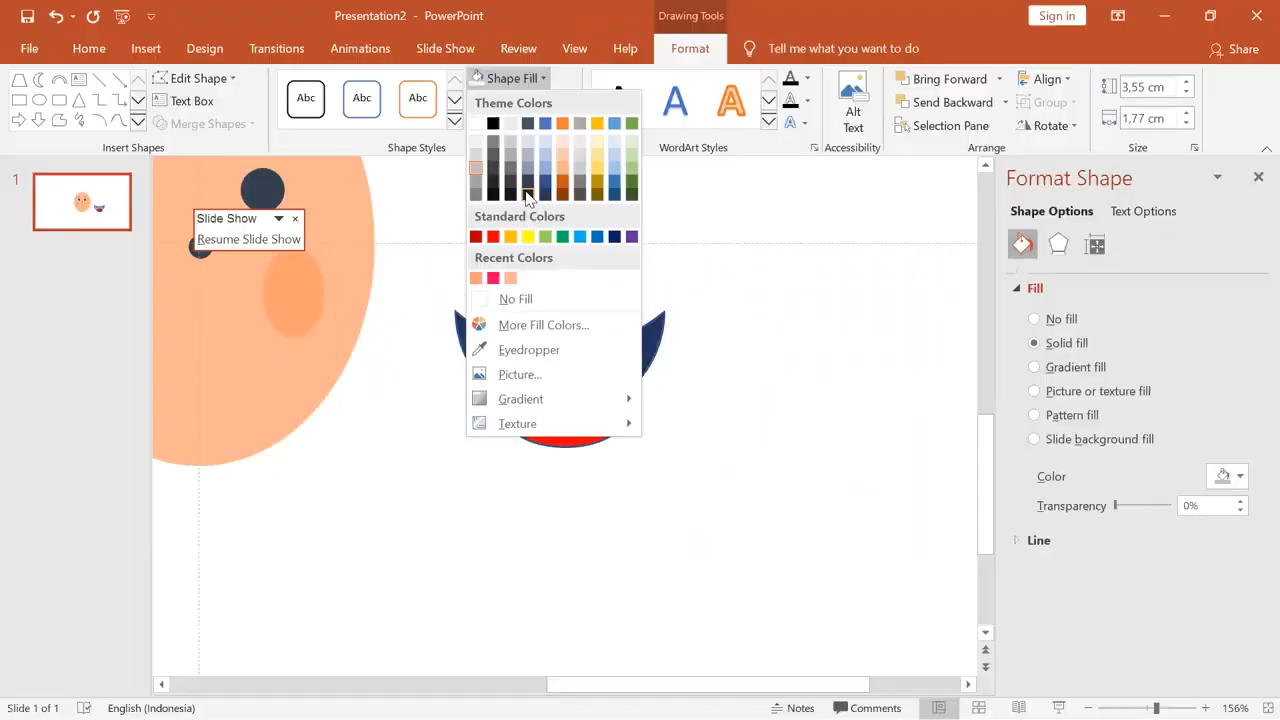 Presentation2 - PowerPoint
Drawing Tools
Sign in
File
Home
Insert
Design
Transitions
Animations
Slide Show
Review
View
Help
Format
Tell me what you want to do
Share
Edit Shape
Text Box
Merge Shapes
Insert Shapes
Abc
Abc
Abc
Shape Styles
Shape Fill
A
A
A
A
A
WordArt Styles
Alt
Text
Accessibility
Bring Forward
Send Backward
Selection Pane
Align
Group
Rotate
Arrange
3,55 cm
1,77 cm
Size
Theme Colors
Standard Colors
Recent Colors
No Fill
More Fill Colors...
Eyedropper
Picture...
Gradient
Texture
1
Slide Show
Resume Slide Show
Format Shape
Shape Options
Text Options
Fill
No fill
Solid fill
Gradient fill
Picture or texture fill
Pattern fill
Slide background fill
Color
Transparency
0%
Line
Slide 1 of 1
English (Indonesia)
Notes
Comments
156%